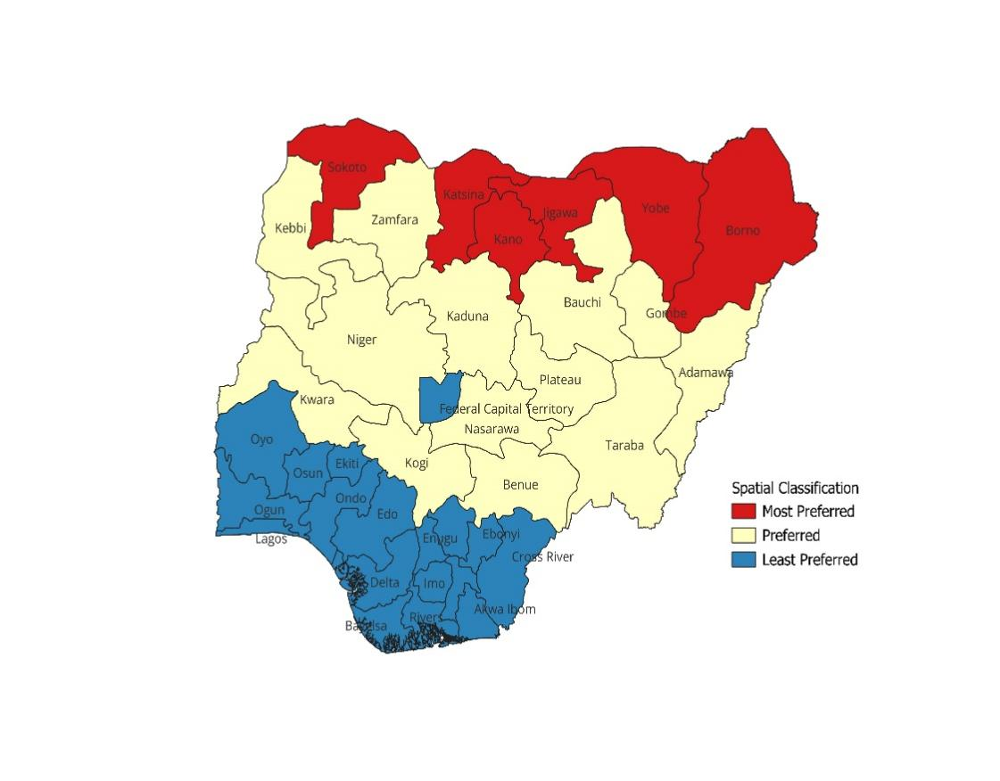 Sokoto
Katsina
Jigawa
Yobe
Zamfara
Kebbi
Kano
Borno
Bauchi
Gombe
Kaduna
Niger
Adamawa
Plateau
Kwara
Federal Capital Territory
Nasarawa
Oyo
Taraba
Kogi
Ekiti
Osun
Benue
Ondo
Ogun
Edo
Lagos
Enugu
Ebonyi
Cross River
Delta
Imo
Akwa Ibom
Rivers
Bayelsa
Spatial Classification
Most Preferred
Preferred
Least Preferred